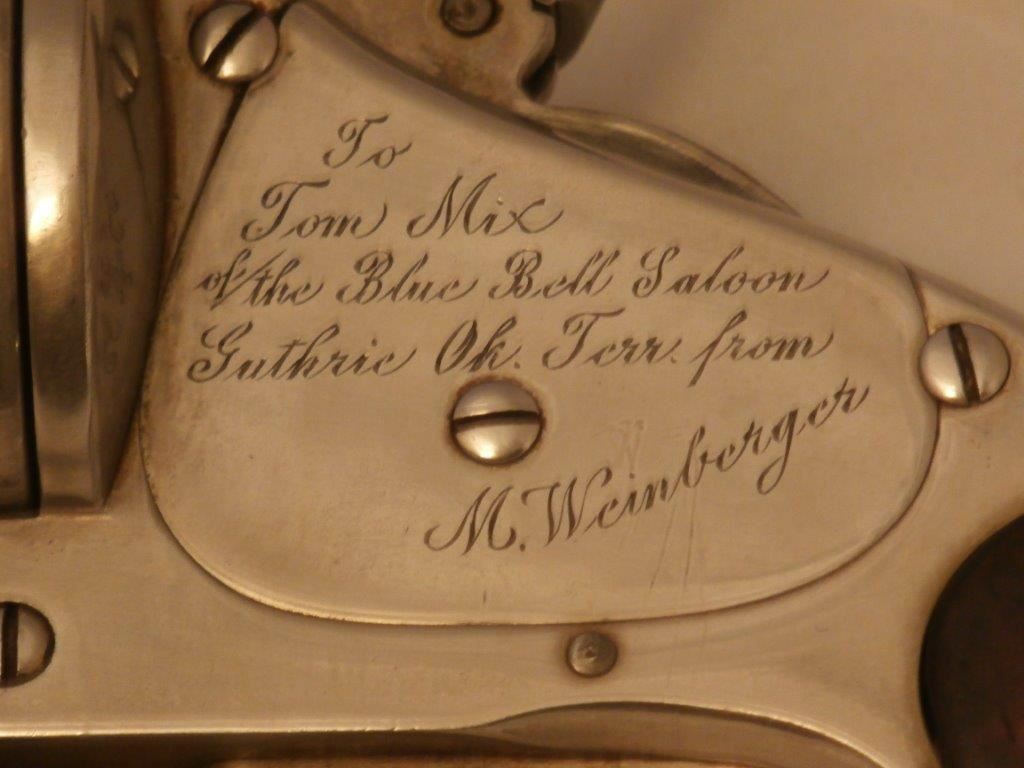 To
Tom Mix
of the Blue Bell Saloon
Guthrie Ok. Terr. from
M. Weinberger